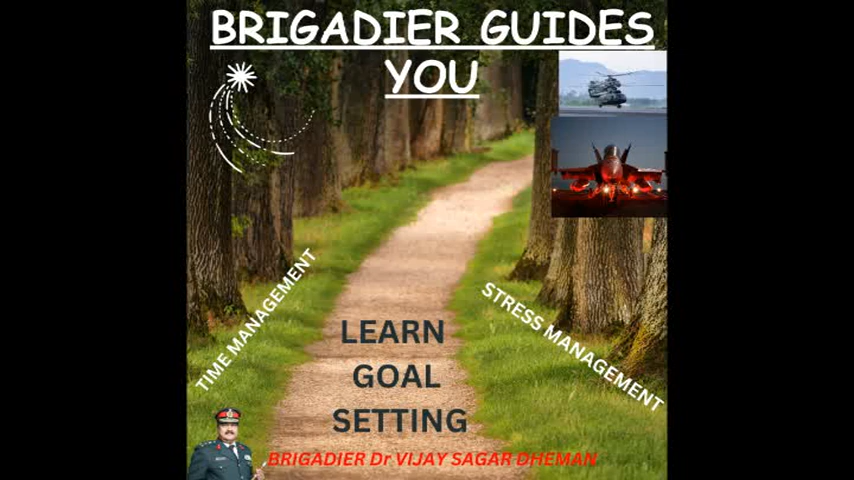 BRIGADIER GUIDES
YOU
TIME MANAGEMENT
STRESS MANAGEMENT
LEARN
GOAL
SETTING
BRIGADIER Dr VIJAY SAGAR DHEMAN